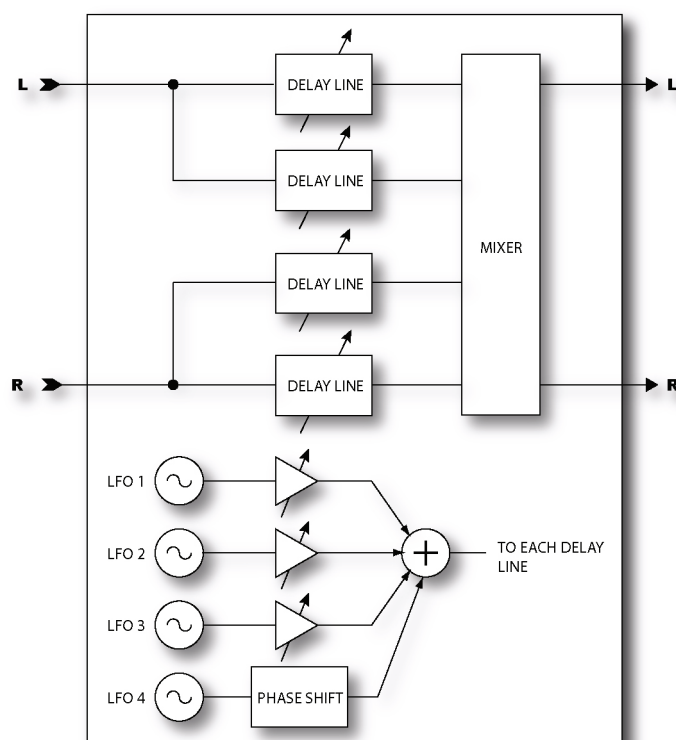 L
DELAY LINE
L
DELAY LINE
MIXER
DELAY LINE
R
DELAY LINE
R
LFO 1
LFO 2
TO EACH DELAY
LINE
LFO 3
LFO 4
PHASE SHIFT